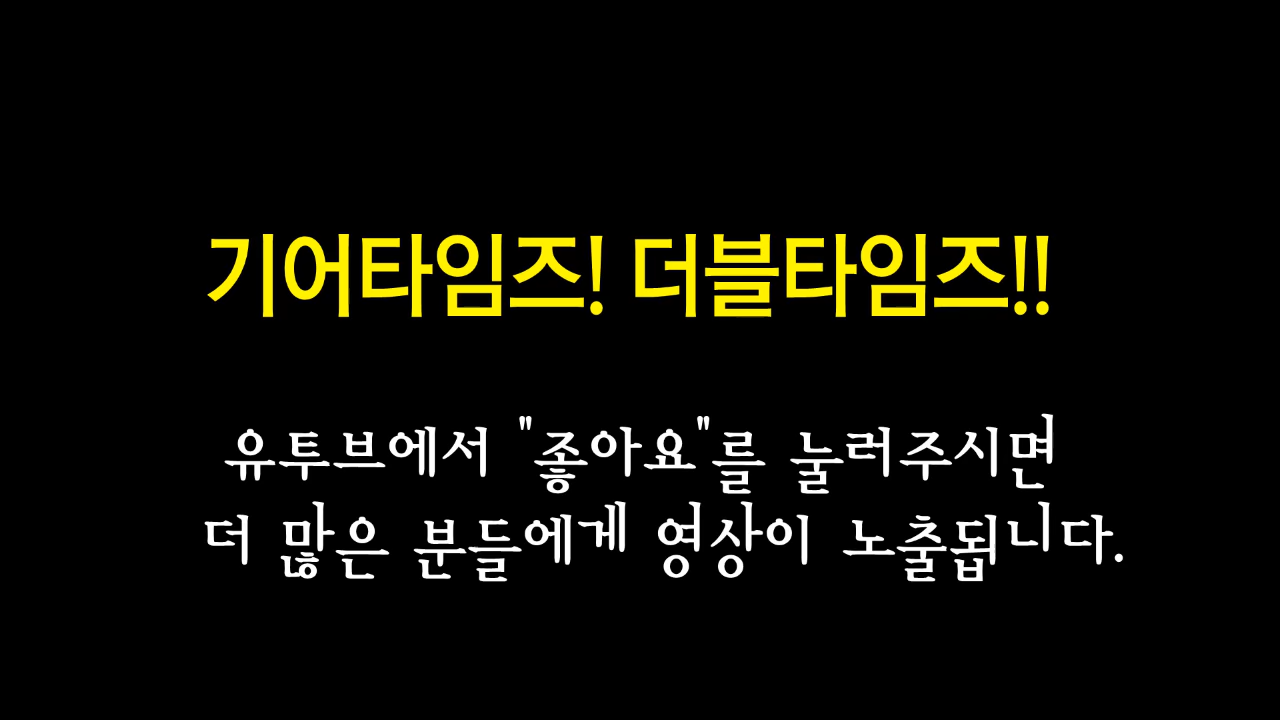 기어타임즈! 더블타임즈!!
유투브에서 "좋아요"를 눌러주시면
더 많은 분들에게 영상이 노출됩니다.